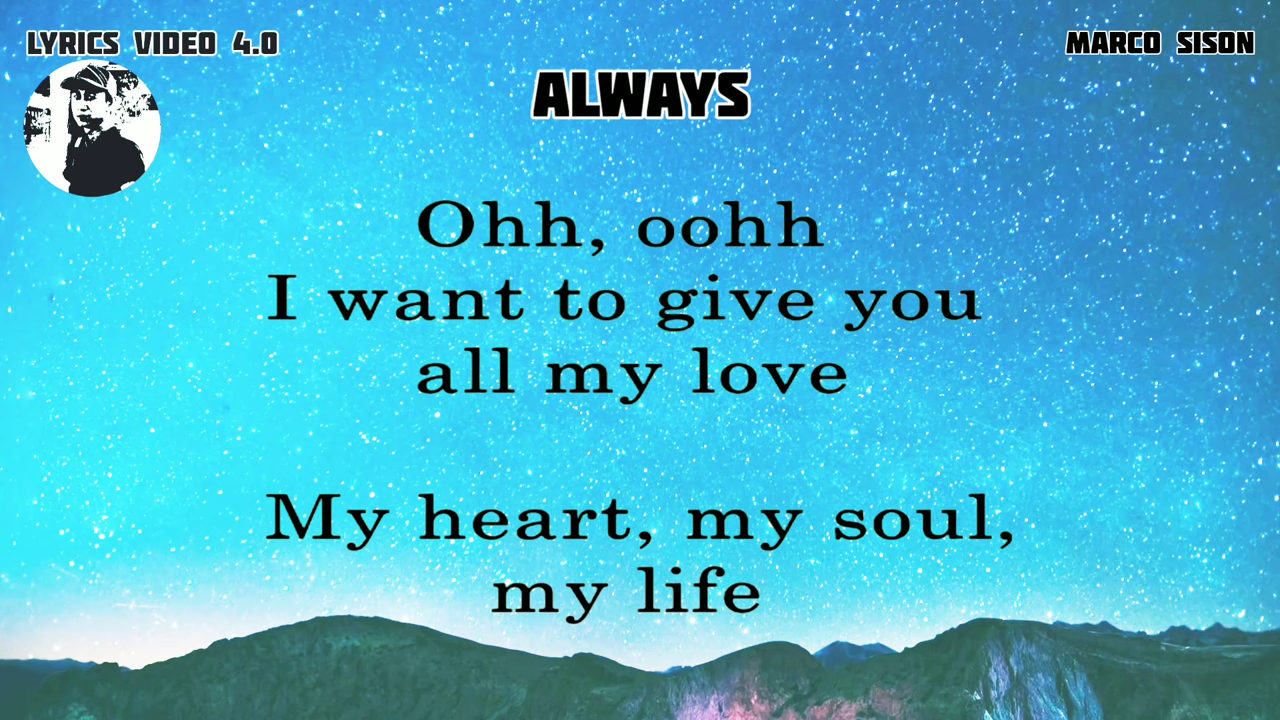 LYRICS VIDEO 4.0
MARCO SISON
ALWAYS
Ohh, oohh
I want to give you
all my love
My heart, my soul,
my life